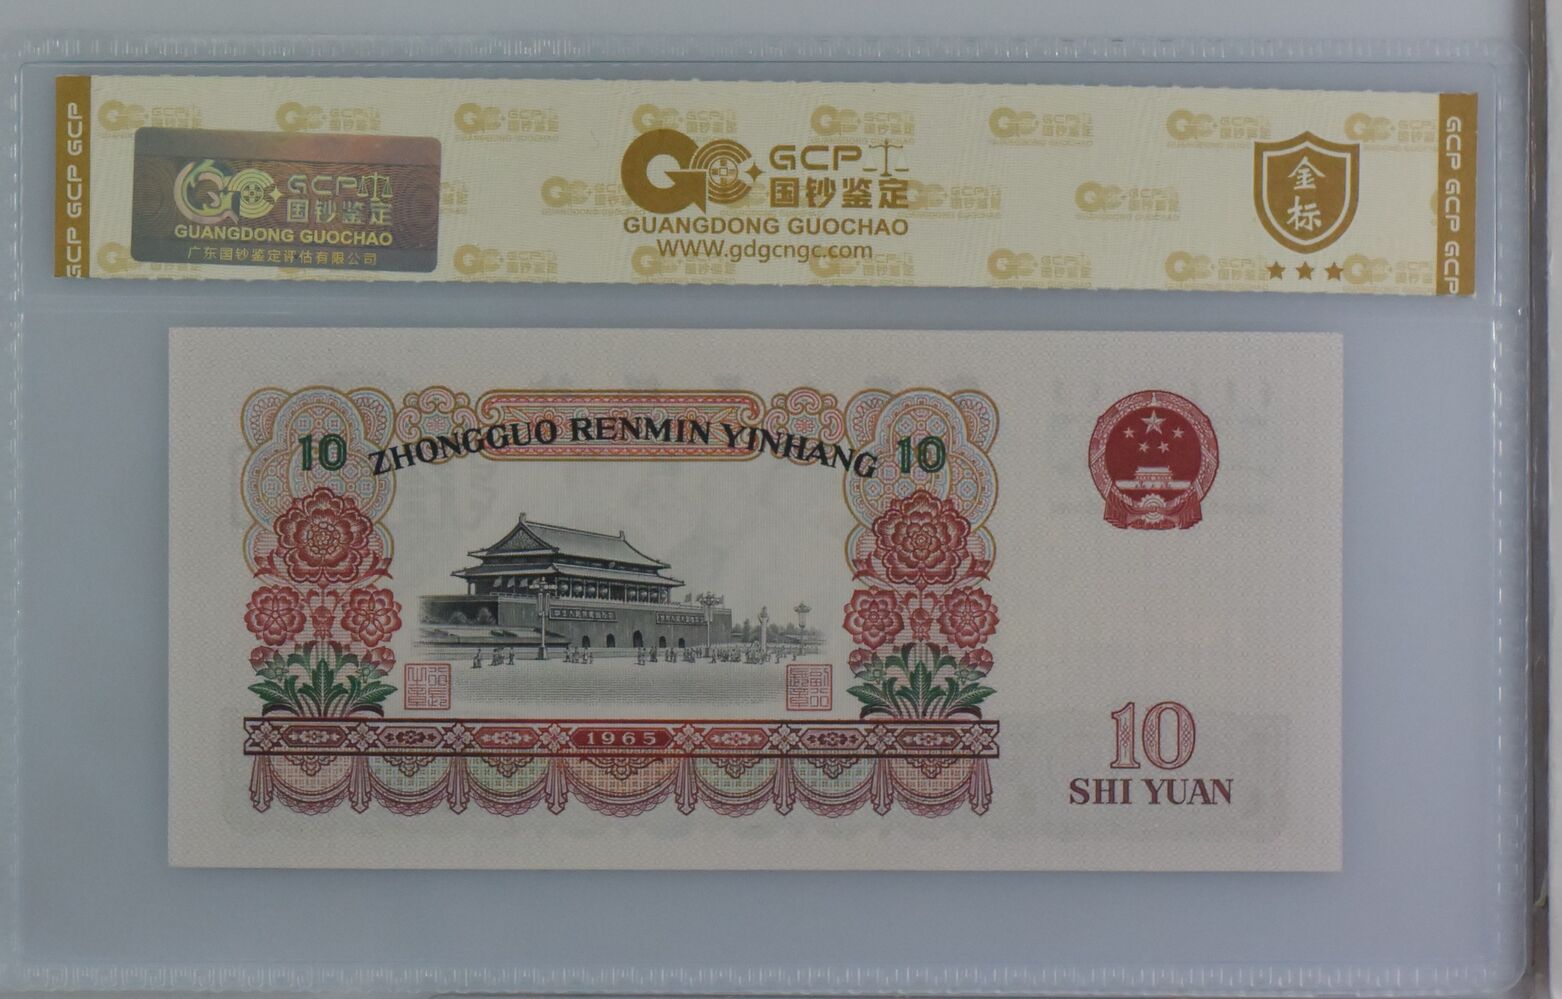 GCP GCP GCP
GCP
国钞鉴定
GUANGDONG GUOCHAO
广东国钞鉴定评估有限公司
GCP
国钞鉴定
GUANGDONG GUOCHAO
WWW.gdgcngc.com
金
标
GCP GCP GCP
10 ZHONGGUO RENMIN YINHANG 10
1965
10
SHI YUAN